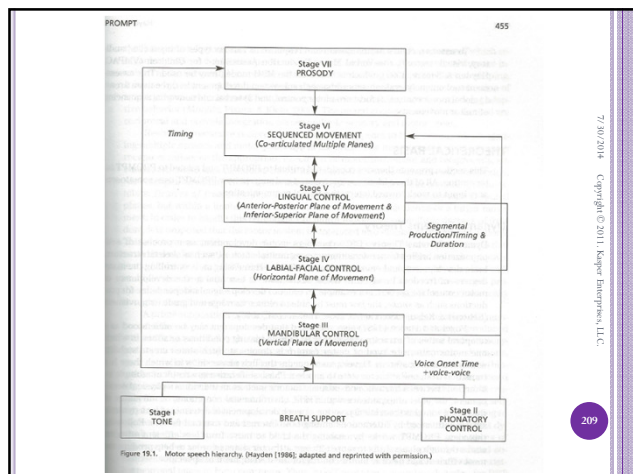 PROMPT
455
Stage VII
PROSODY
Timing
Stage VI
SEQUENCED MOVEMENT
(Co-articulated Multiple Planes)
Stage V
LINGUAL CONTROL
(Anterior-Posterior Plane of Movement &
Inferior-Superior Plane of Movement)
Segmental
Production/Timing &
Duration
Stage IV
LABIAL-FACIAL CONTROL
(Horizontal Plane of Movement)
Stage III
MANDIBULAR CONTROL
(Vertical Plane of Movement)
Voice Onset Time
+voice-voice
Stage I
TONE
BREATH SUPPORT
Stage II
PHONATORY
CONTROL
Figure 19.1. Motor speech hierarchy. (Hayden [1986]; adapted and reprinted with permission.)
7/30/2014 Copyright © 2011. Kasper Enterprises, LLC.
209